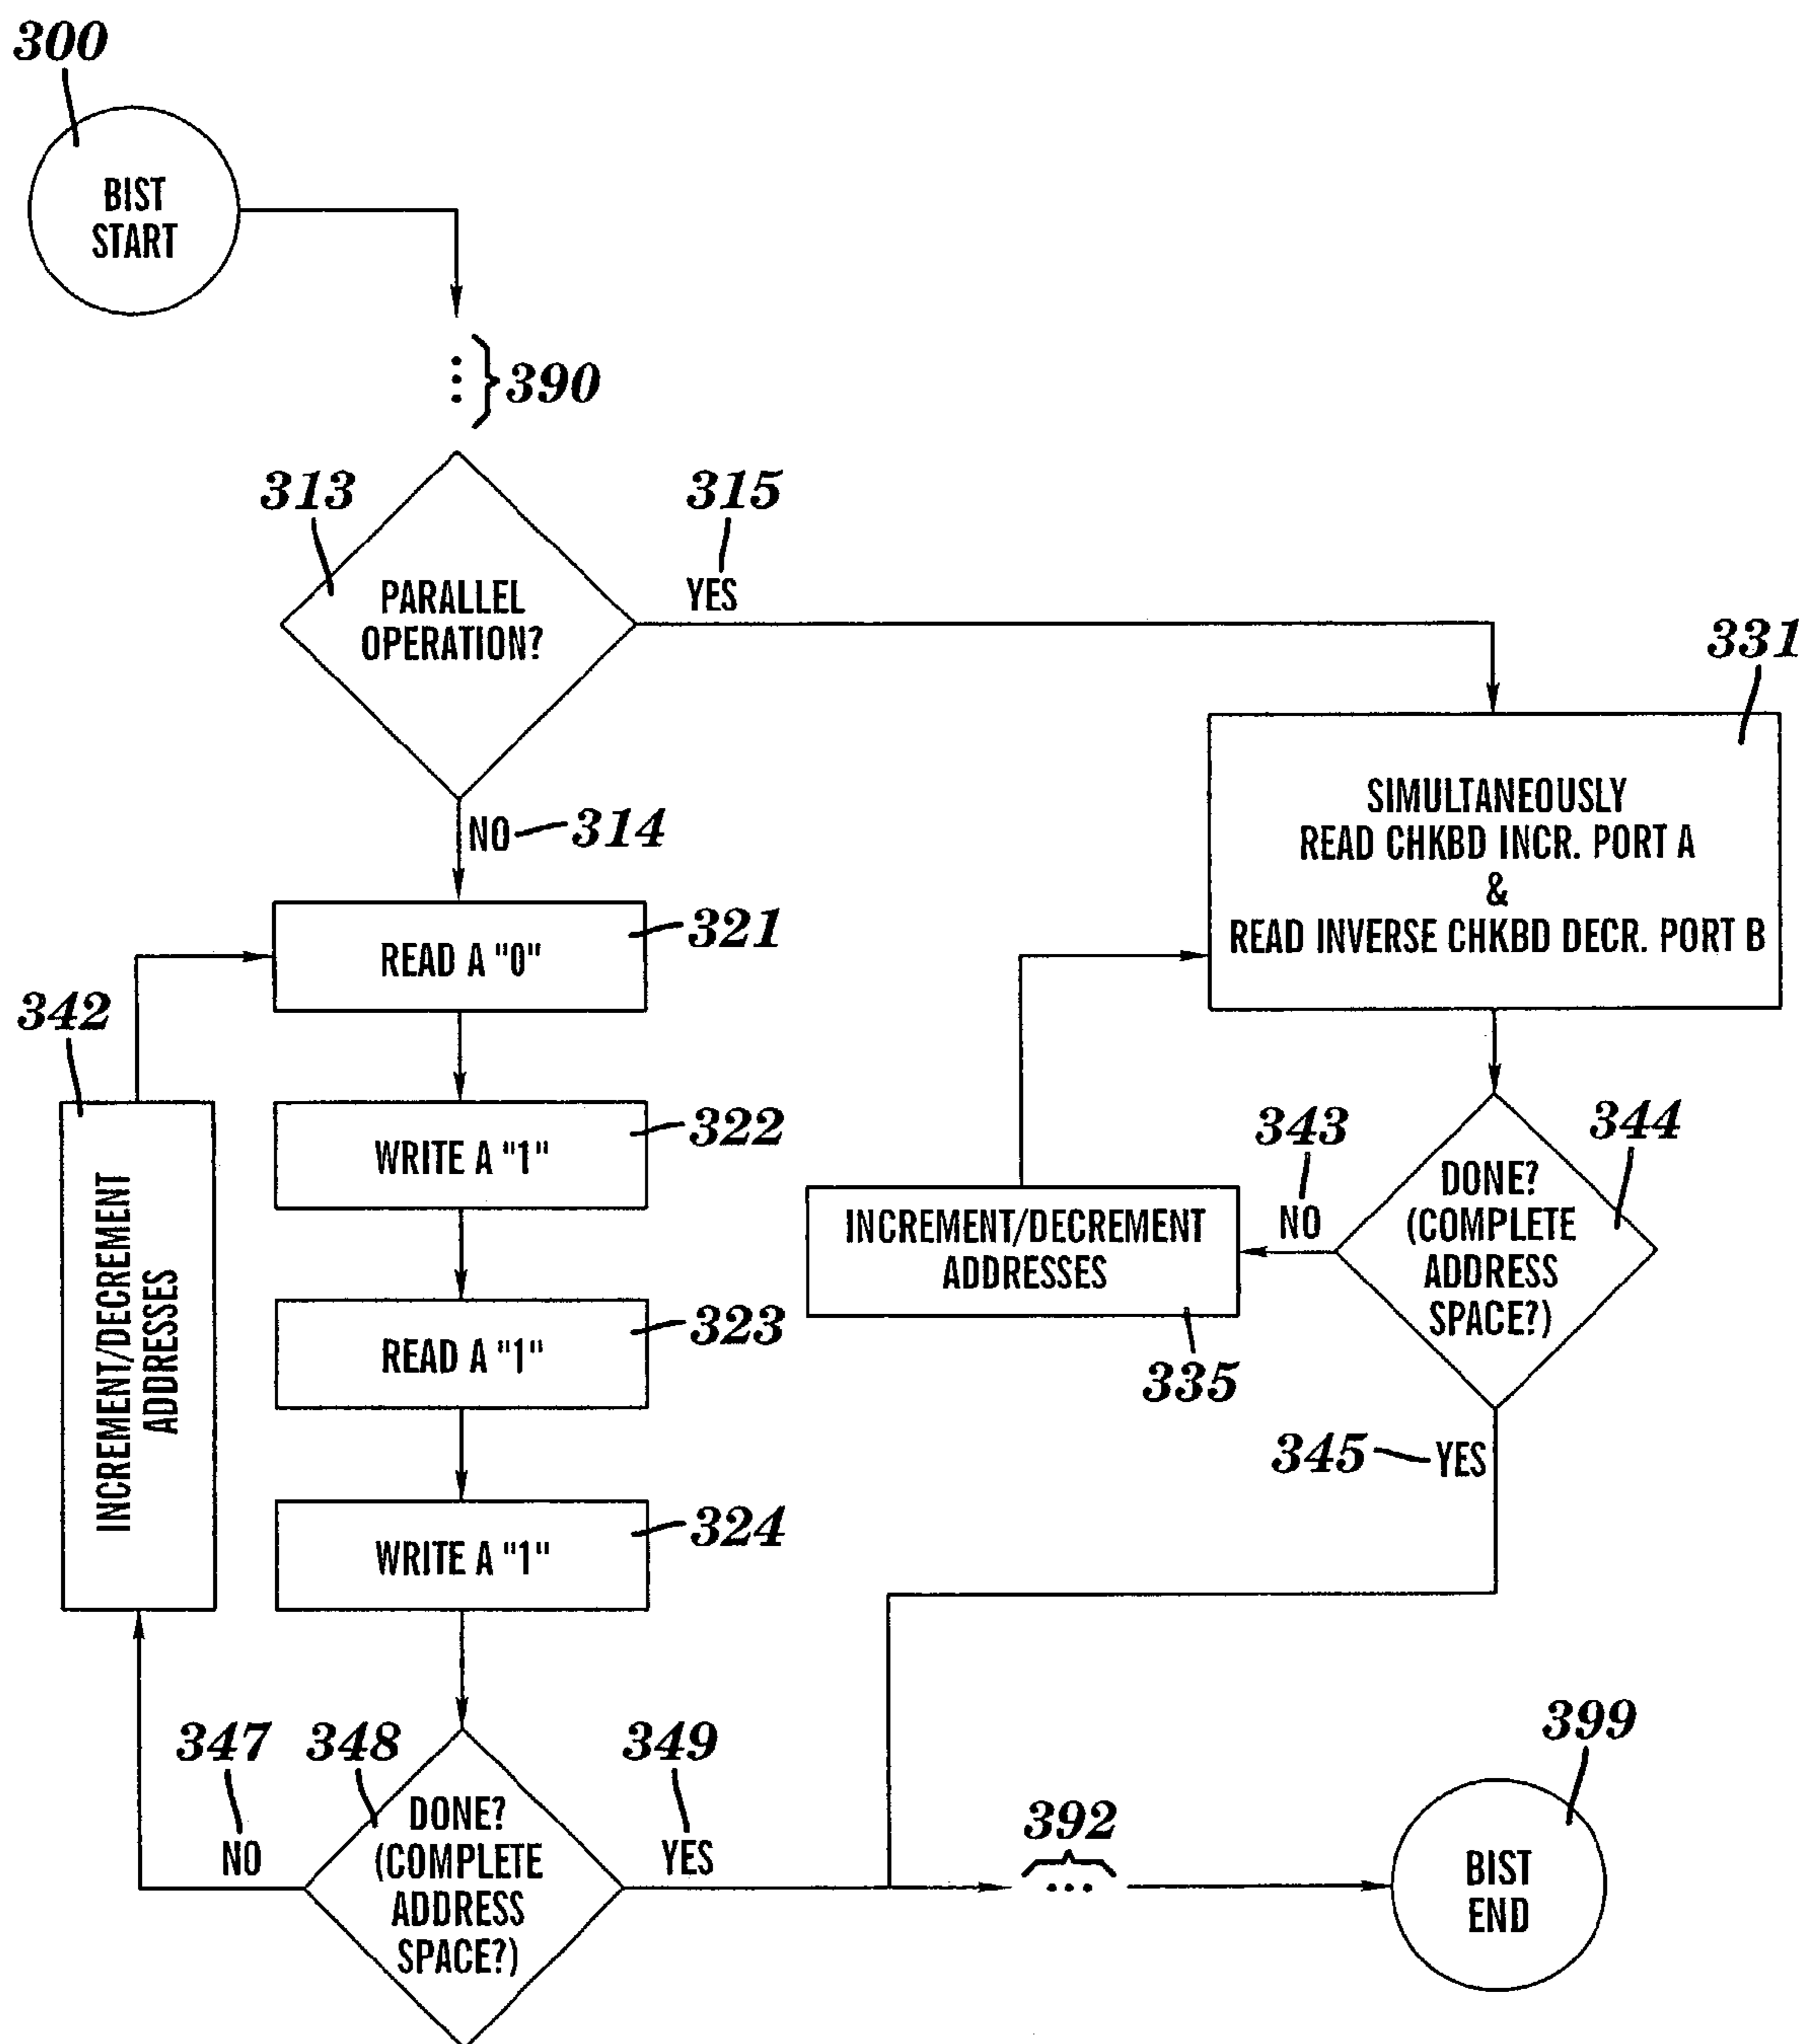 300
BIST
START
390
313
315
PARALLEL
OPERATION?
YES
331
NO
314
SIMULTANEOUSLY
READ CHKBD INCR. PORT A
&
READ INVERSE CHKBD DECR. PORT B
321
READ A "0"
342
322
WRITE A "1"
INCREMENT/DECREMENT
ADDRESSES
343
NO
344
DONE?
(COMPLETE
ADDRESS
SPACE?)
INCREMENT/DECREMENT
ADDRESSES
335
323
READ A "1"
345
YES
324
WRITE A "1"
347
NO
348
349
YES
DONE?
(COMPLETE
ADDRESS
SPACE?)
392
...
399
BIST
END